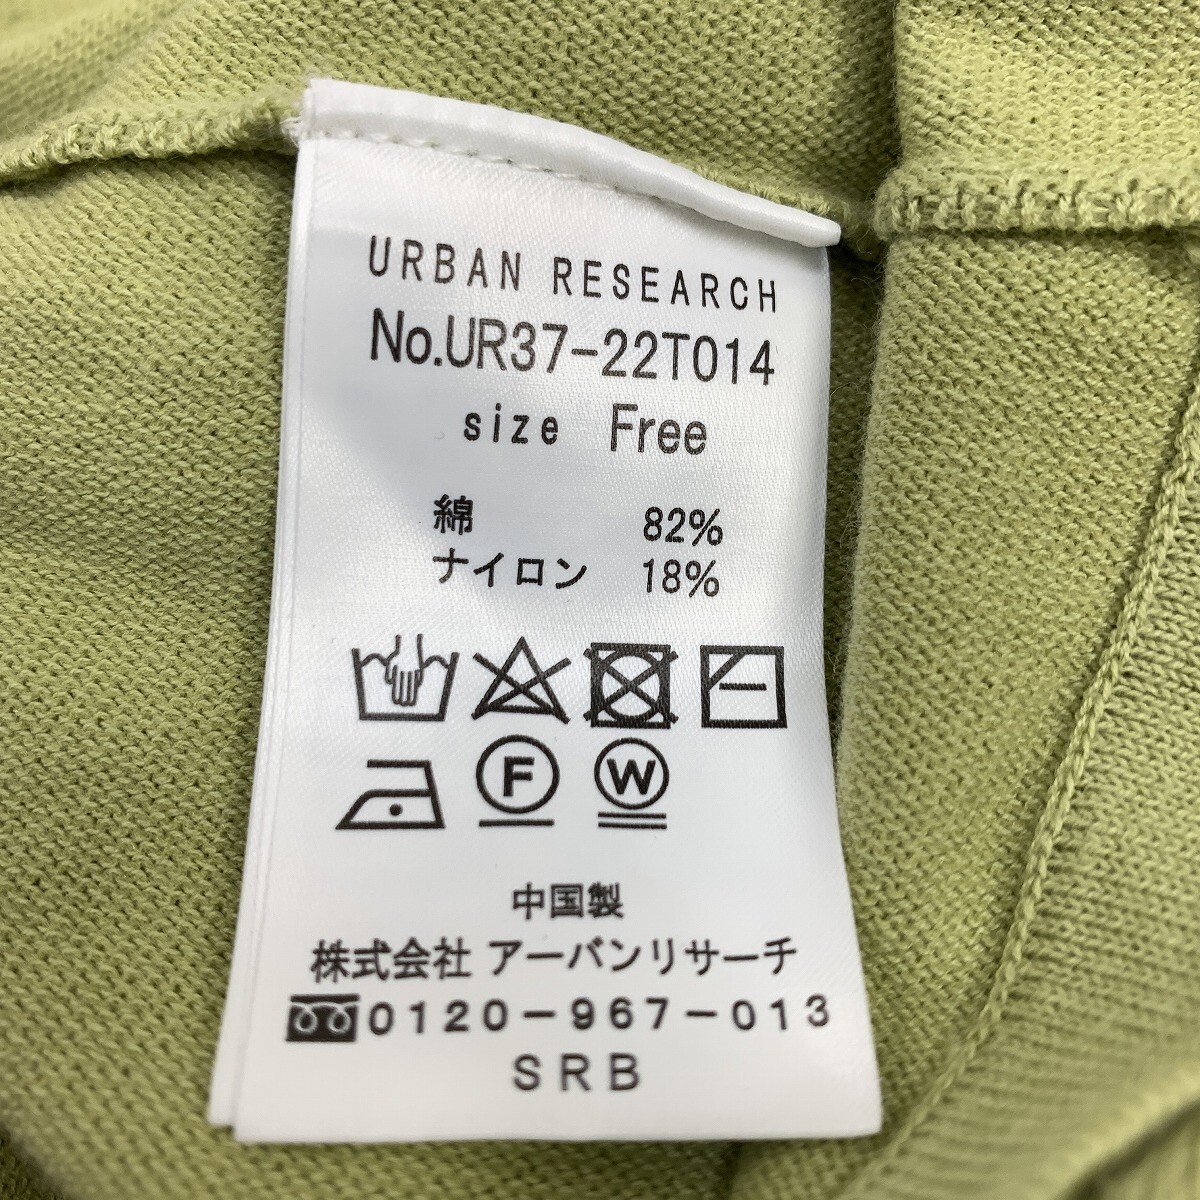 URBAN RESEARCH
No.UR37-22T014
size Free
綿 82%
ナイロン 18%
F W
中国製
株式会社 アーバンリサーチ
0120-967-013
SRB